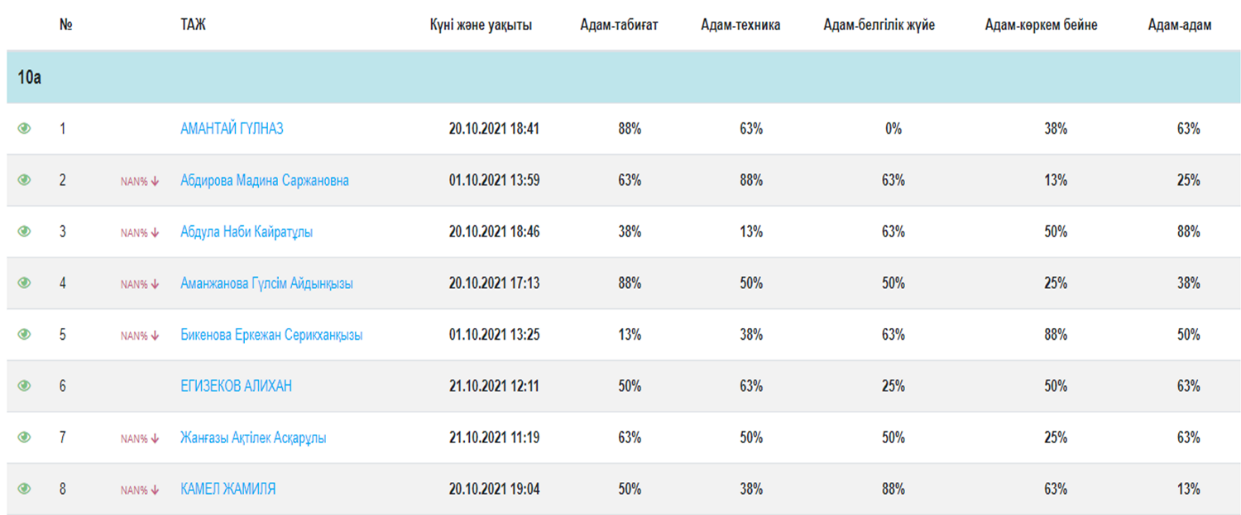 № ТАЖ Күні және уақыты Адам-табиғат Адам-техника Адам-белгілік жүйе Адам-көркем бейне Адам-адам
10а
1 АМАНТАЙ ГҮЛНАЗ 20.10.2021 18:41 88% 63% 0% 38% 63%
2 NAN% ↓ Абдирова Мадина Саржановна 01.10.2021 13:59 63% 88% 63% 13% 25%
3 NAN% ↓ Абдула Наби Кайратұлы 20.10.2021 18:46 38% 13% 63% 50% 88%
4 NAN% ↓ Аманжанова Гүлсім Айдынқызы 20.10.2021 17:13 88% 50% 50% 25% 38%
5 NAN% ↓ Бикенова Еркежан Серикханқызы 01.10.2021 13:25 13% 38% 63% 88% 50%
6 ЕГИЗЕКОВ АЛИХАН 21.10.2021 12:11 50% 63% 25% 50% 63%
7 NAN% ↓ Жанғазы Ақтілек Асқарұлы 21.10.2021 11:19 63% 50% 50% 25% 63%
8 NAN% ↓ КАМЕЛ ЖАМИЛЯ 20.10.2021 19:04 50% 38% 88% 63% 13%